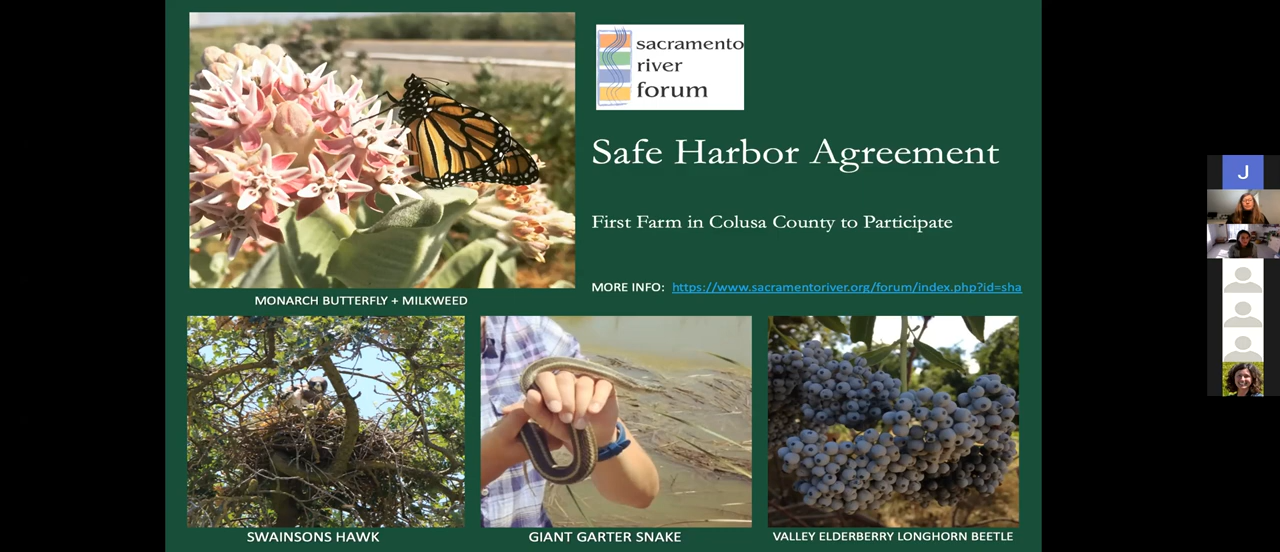 sacramento
river
forum
Safe Harbor Agreement
First Farm in Colusa County to Participate
MORE INFO: https://www.sacramentoriver.org/forum/index.php?id=sha
MONARCH BUTTERFLY + MILKWEED
SWAINSONS HAWK
GIANT GARTER SNAKE
VALLEY ELDERBERRY LONGHORN BEETLE
J